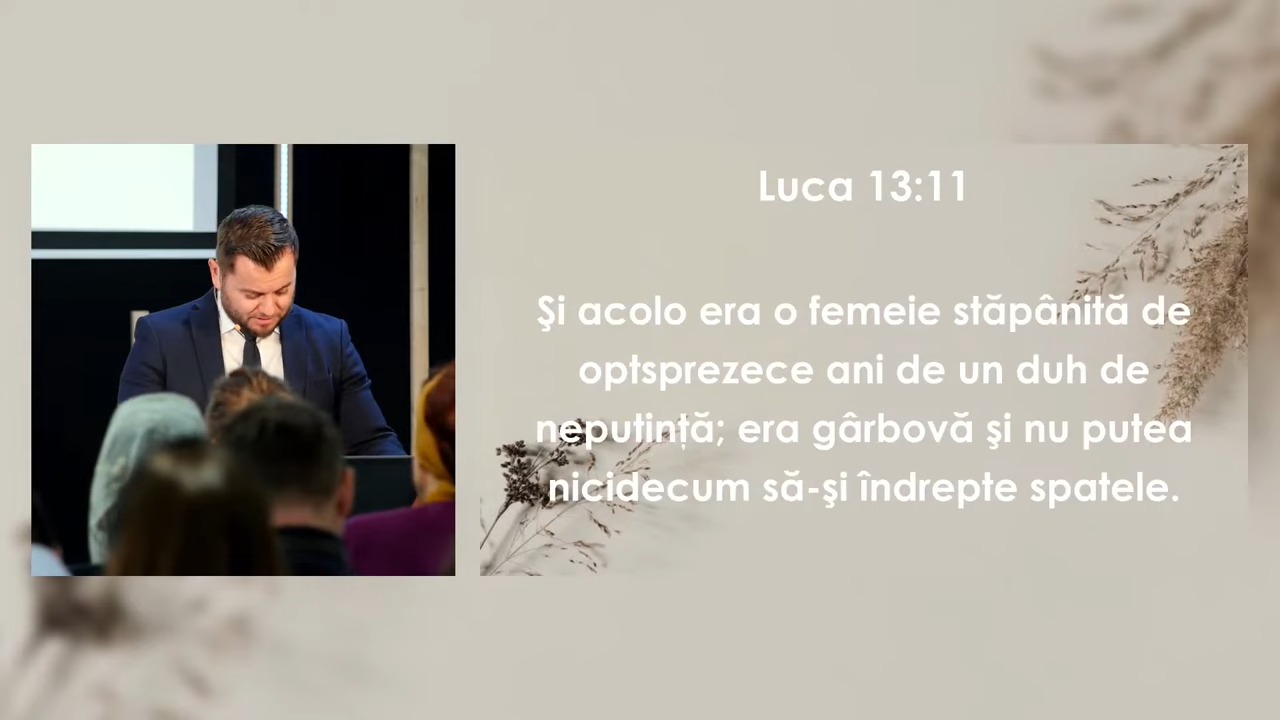 Luca 13:11
Şi acolo era o femeie stăpânită de
optsprezece ani de un duh de
neputință; era gârbovă şi nu putea
nicidecum să-şi îndrepte spatele.